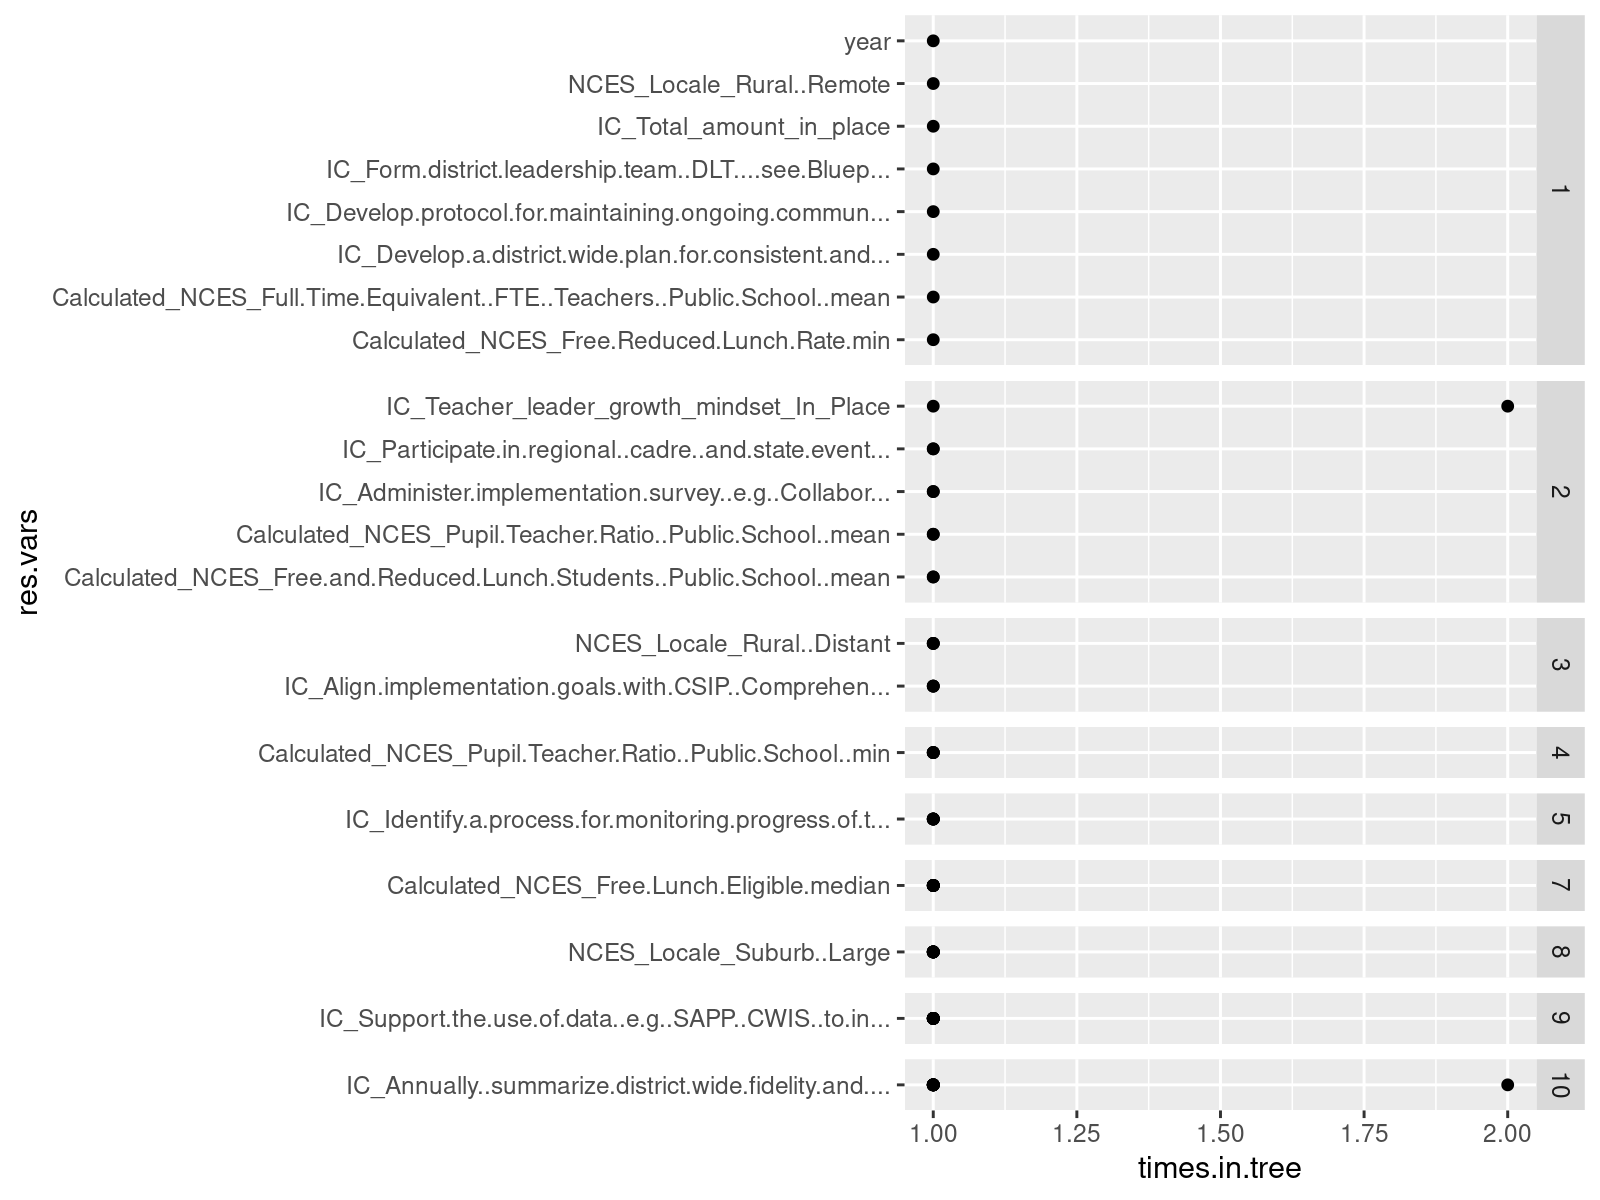 year
NCES_Locale_Rural..Remote
IC_Total_amount_in_place
IC_Form.district.leadership.team..DLT....see.Bluep...
IC_Develop.protocol.for.maintaining.ongoing.commun...
IC_Develop.a.district.wide.plan.for.consistent.and...
Calculated_NCES_Full.Time.Equivalent..FTE..Teachers..Public.School..mean
Calculated_NCES_Free.Reduced.Lunch.Rate.min
1
IC_Teacher_leader_growth_mindset_In_Place
IC_Participate.in.regional..cadre..and.state.event...
IC_Administer.implementation.survey..e.g..Collabor...
Calculated_NCES_Pupil.Teacher.Ratio..Public.School..mean
Calculated_NCES_Free.and.Reduced.Lunch.Students..Public.School..mean
2
NCES_Locale_Rural..Distant
IC_Align.implementation.goals.with.CSIP..Comprehen...
3
Calculated_NCES_Pupil.Teacher.Ratio..Public.School..min
4
IC_Identify.a.process.for.monitoring.progress.of.t...
5
Calculated_NCES_Free.Lunch.Eligible.median
7
NCES_Locale_Suburb..Large
8
IC_Support.the.use.of.data..e.g..SAPP..CWIS..to.in...
9
IC_Annually..summarize.district.wide.fidelity.and....
10
1.00 1.25 1.50 1.75 2.00
times.in.tree
res.vars